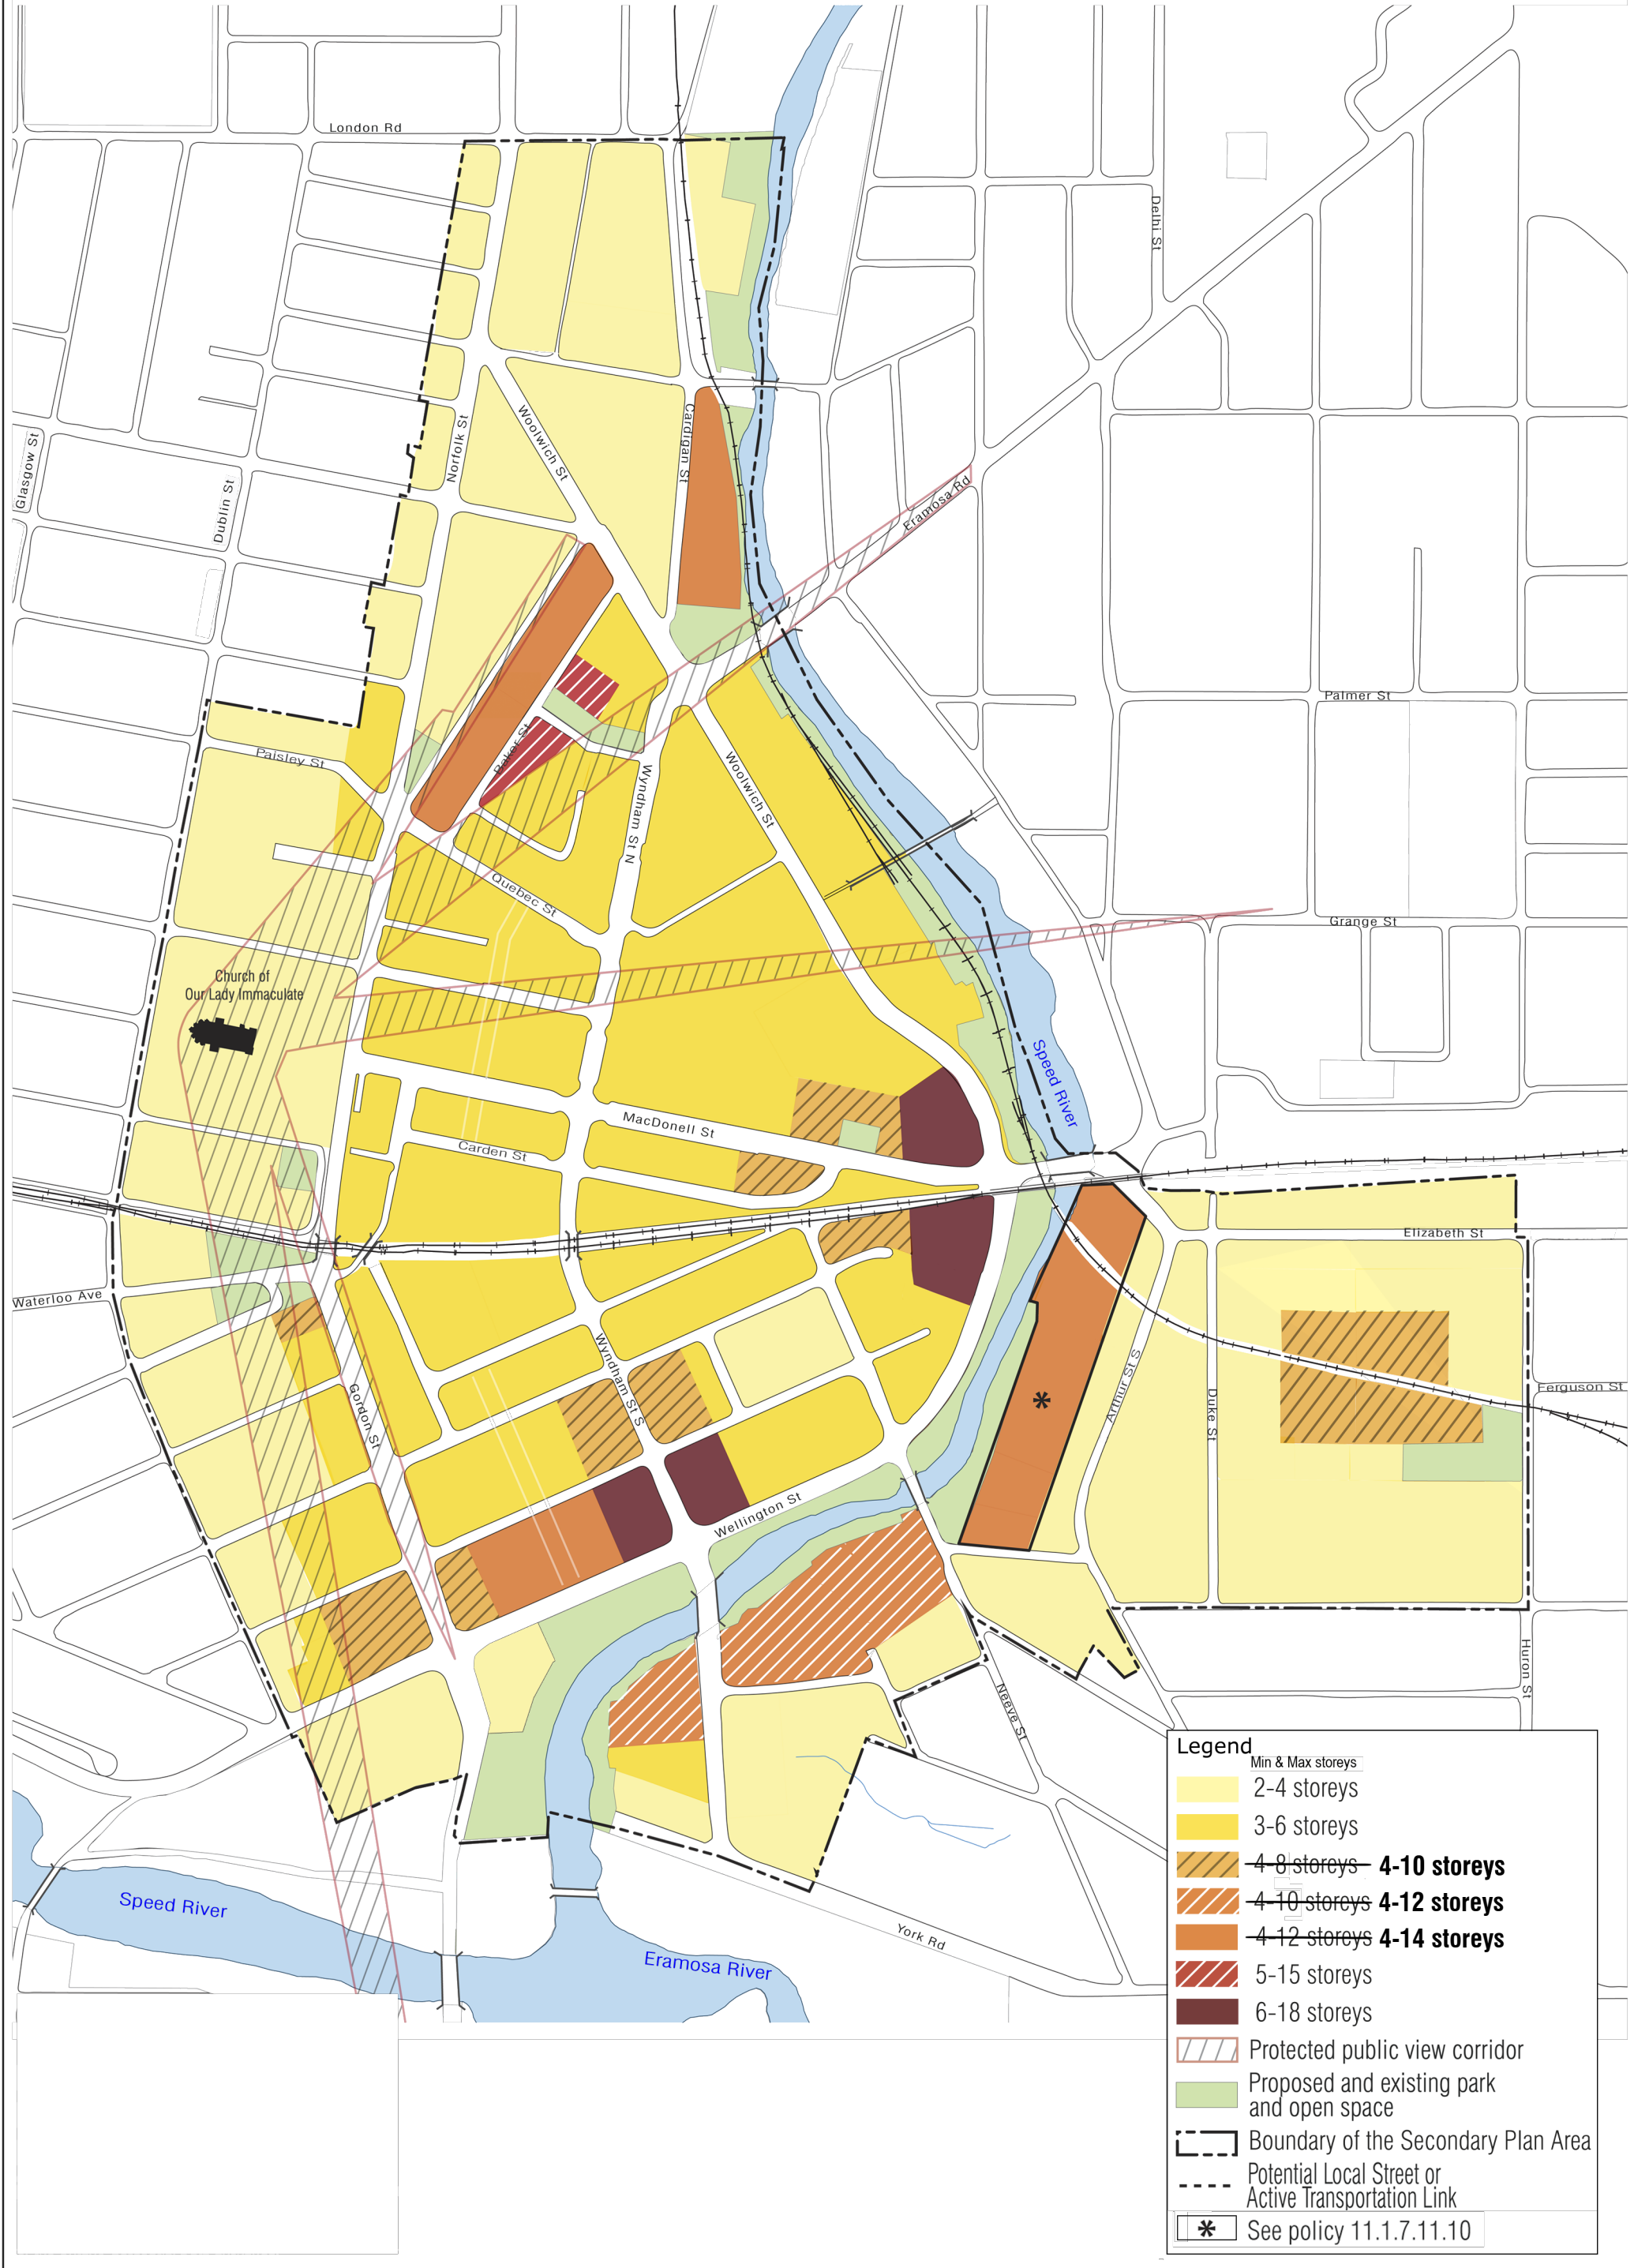 London Rd
Delhi St
Glasgow St
Dublin St
Norfolk St
Woolwich St
Cardigan St
Eramosa Rd
Palmer St
Paisley St
Baker St
Wyndham St N
Woolwich St
Quebec St
Grange St
Church of
Our Lady Immaculate
Speed River
MacDonell St
Carden St
Elizabeth St
Waterloo Ave
Wyndham St S
Gordon St
Arthur St S
Duke St
Ferguson St
*
Wellington St
Huron St
Neeve St
Speed River
Eramosa River
York Rd
Legend
Min & Max storeys
2-4 storeys
3-6 storeys
4-8 storeys 4-10 storeys
4-10 storeys 4-12 storeys
4-12 storeys 4-14 storeys
5-15 storeys
6-18 storeys
Protected public view corridor
Proposed and existing park
and open space
Boundary of the Secondary Plan Area
Potential Local Street or
Active Transportation Link
* See policy 11.1.7.11.10